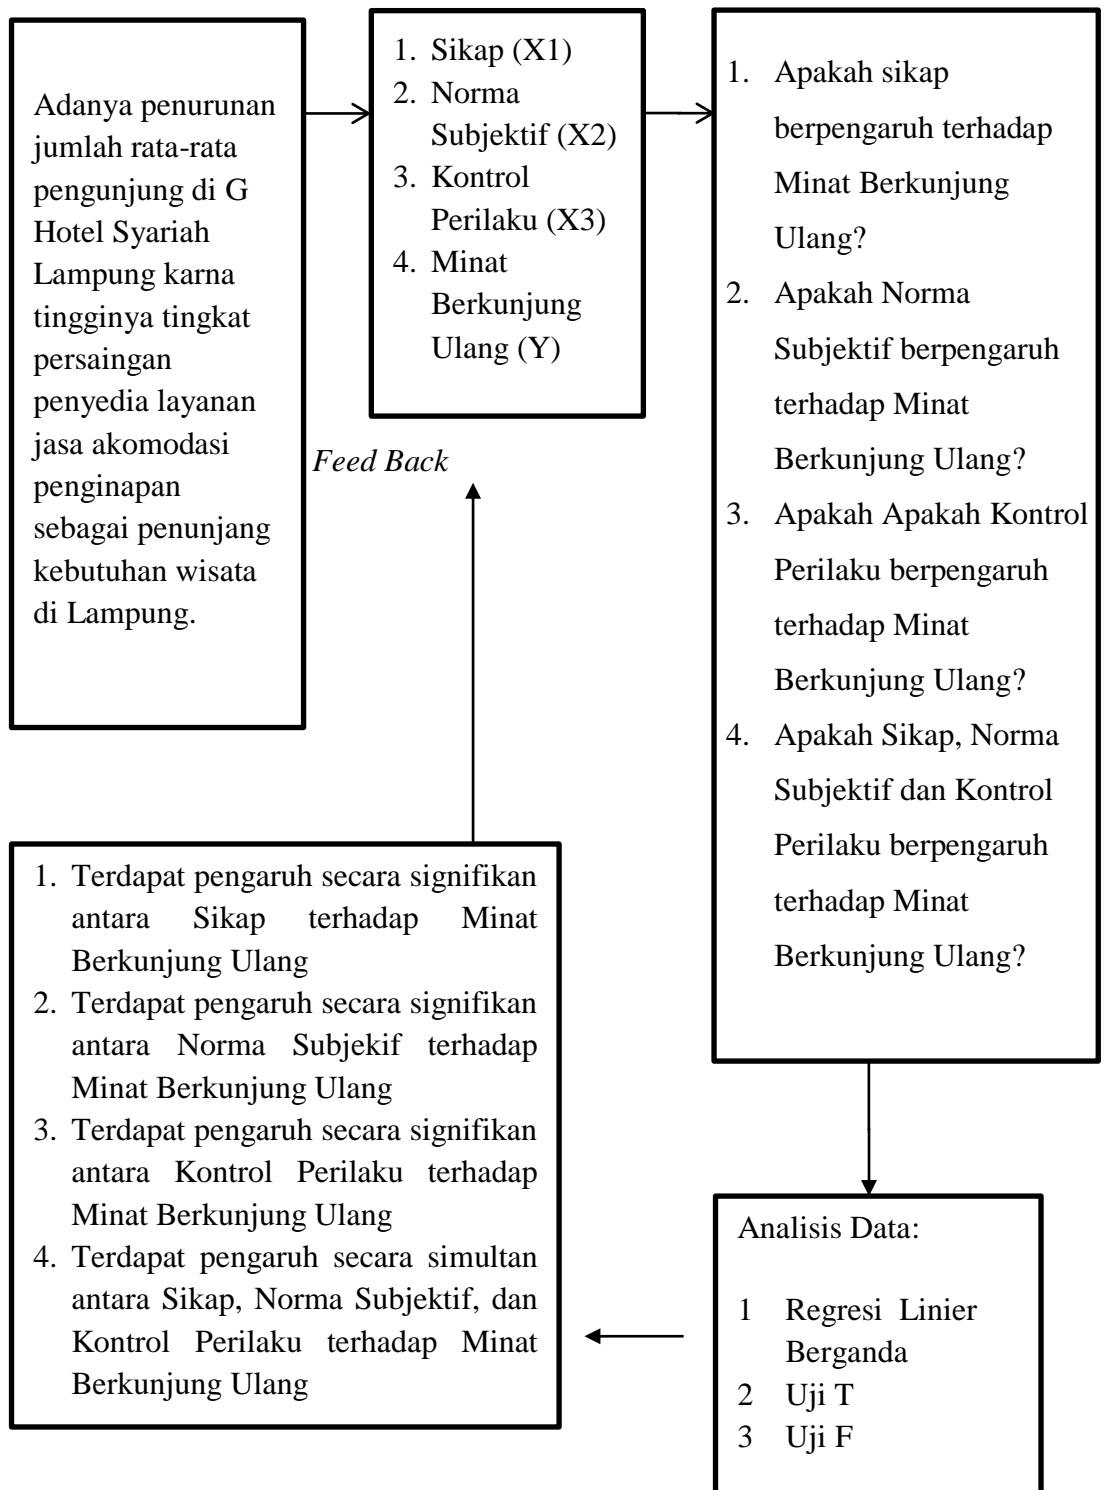 Adanya penurunan
jumlah rata-rata
pengunjung di G
Hotel Syariah
Lampung karna
tingginya tingkat
persaingan
penyedia layanan
jasa akomodasi
penginapan
sebagai penunjang
kebutuhan wisata
di Lampung.
1. Sikap (X1)
2. Norma
Subjektif (X2)
3. Kontrol
Perilaku (X3)
4. Minat
Berkunjung
Ulang (Y)
1. Apakah sikap
berpengaruh terhadap
Minat Berkunjung
Ulang?
2. Apakah Norma
Subjektif berpengaruh
terhadap Minat
Berkunjung Ulang?
3. Apakah Apakah Kontrol
Perilaku berpengaruh
terhadap Minat
Berkunjung Ulang?
4. Apakah Sikap, Norma
Subjektif dan Kontrol
Perilaku berpengaruh
terhadap Minat
Berkunjung Ulang?
Feed Back
1. Terdapat pengaruh secara signifikan
antara Sikap terhadap Minat
Berkunjung Ulang
2. Terdapat pengaruh secara signifikan
antara Norma Subjekif terhadap
Minat Berkunjung Ulang
3. Terdapat pengaruh secara signifikan
antara Kontrol Perilaku terhadap
Minat Berkunjung Ulang
4. Terdapat pengaruh secara simultan
antara Sikap, Norma Subjektif, dan
Kontrol Perilaku terhadap Minat
Berkunjung Ulang
Analisis Data:
1 Regresi Linier
Berganda
2 Uji T
3 Uji F